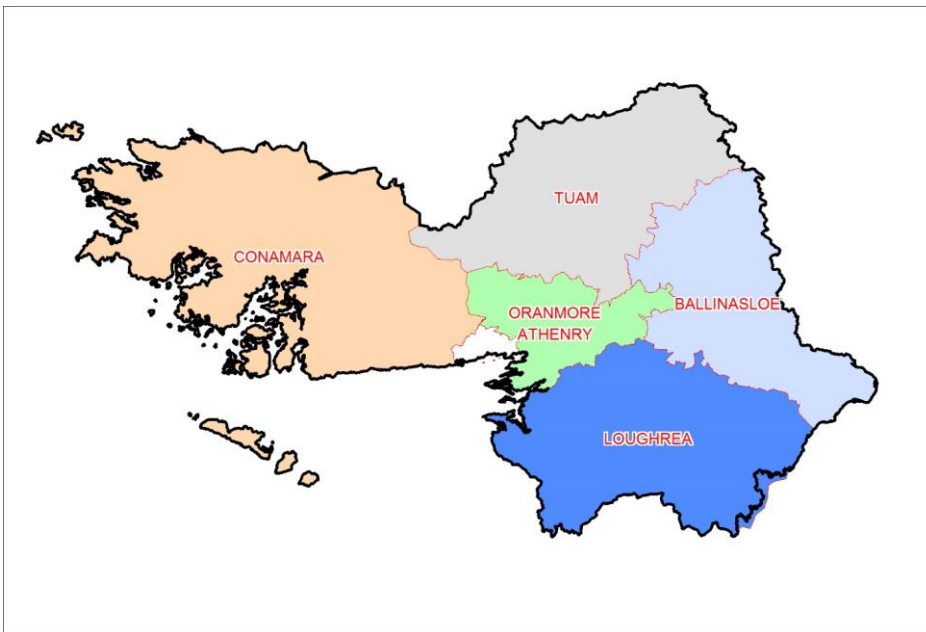 TUAM
CONAMARA
BALLINASLOE
ORANMORE
ATHENRY
LOUGHREA